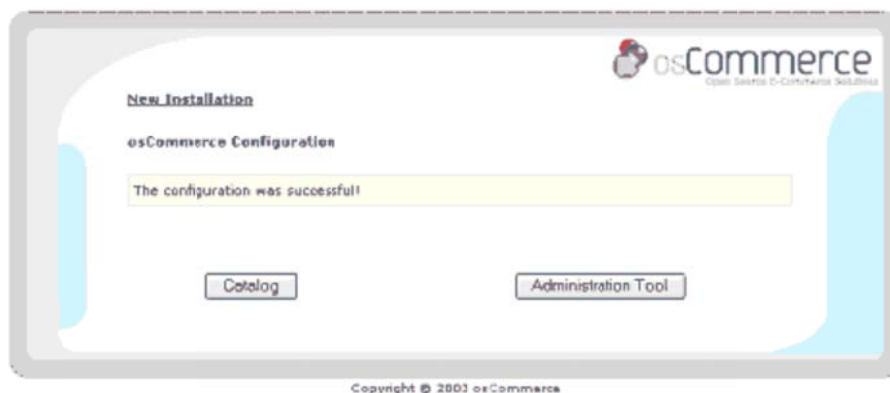 osCommerce
Open Source E-Commerce Solutions
New Installation
osCommerce Configuration
The configuration was successful!
Catalog
Administration Tool
Copyright © 2003 osCommerce